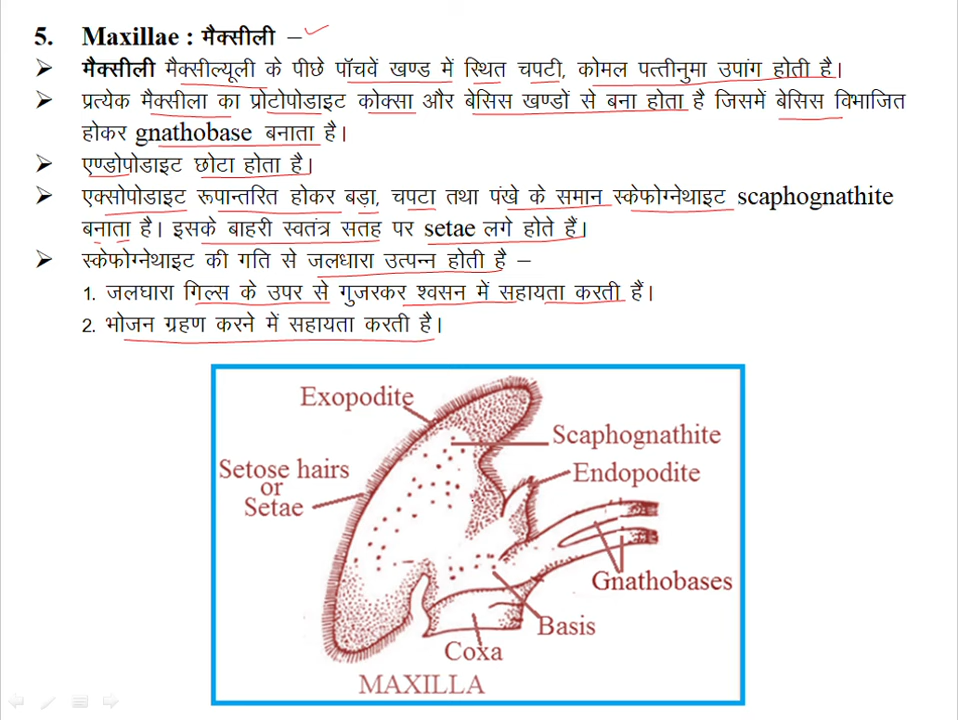 5. Maxillae : मैक्सीली –
➢ मैक्सीली मैक्सील्यूली के पीछे पॉचवें खण्ड में स्थित चपटी, कोमल पत्तीनुमा उपांग होती है।
➢ प्रत्येक मैक्सीला का प्रोटोपोडाइट कोक्सा और बेसिस खण्डों से बना होता है जिसमें बेसिस विभाजित
होकर gnathobase बनाता है।
➢ एण्डोपोडाइट छोटा होता है।
➢ एक्सोपोडाइट रूपान्तरित होकर बड़ा, चपटा तथा पंखे के समान स्केफोग्नेथाइट scaphognathite
बनाता है। इसके बाहरी स्वतंत्र सतह पर setae लगे होते हैं।
➢ स्केफोग्नेथाइट की गति से जलधारा उत्पन्न होती है –
1. जलघारा गिल्स के उपर से गुजरकर श्वसन में सहायता करती हैं।
2. भोजन ग्रहण करने में सहायता करती है।
Exopodite
Scaphognathite
Setose hairs
or
Setae
Endopodite
Gnathobases
Basis
Coxa
MAXILLA